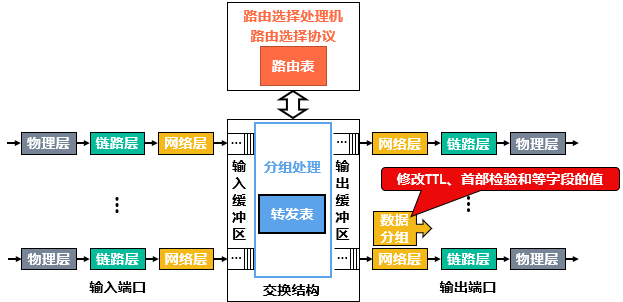 路由选择处理机
路由选择协议
路由表
物理层 链路层 网络层 … … 网络层 链路层 物理层
输入缓冲区
分组处理
转发表
输出缓冲区
修改TTL、首部检验和等字段的值
数据
分组
… …
物理层 链路层 网络层 … … 网络层 链路层 物理层
输入端口 交换结构 输出端口